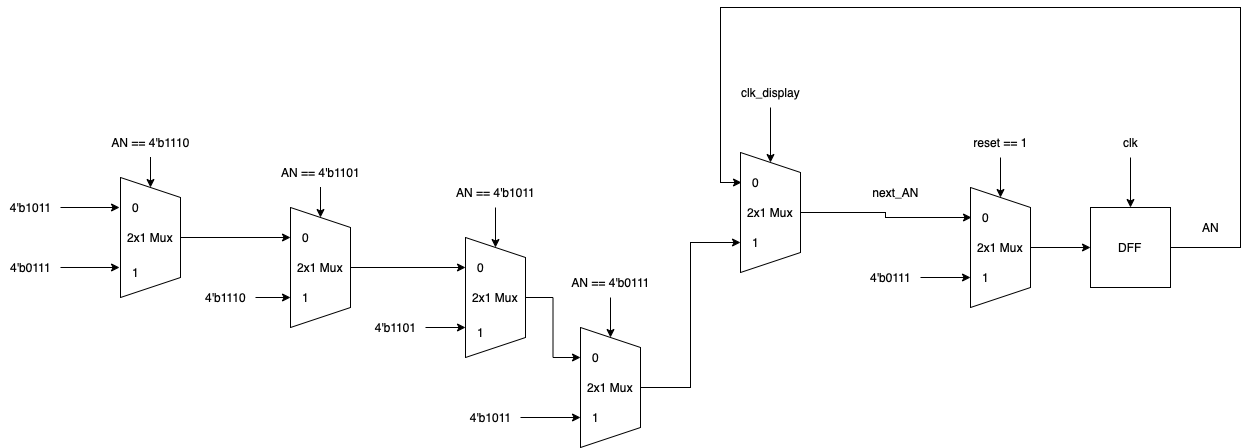 clk_display
AN == 4'b1110
AN == 4'b1101
AN == 4'b1011
AN == 4'b0111
reset == 1
clk
4'b1011
0
2x1 Mux
4'b0111
1
0
2x1 Mux
4'b1110
1
0
2x1 Mux
4'b1101
1
0
2x1 Mux
4'b1011
1
0
2x1 Mux
1
next_AN
0
2x1 Mux
4'b0111
1
DFF
AN